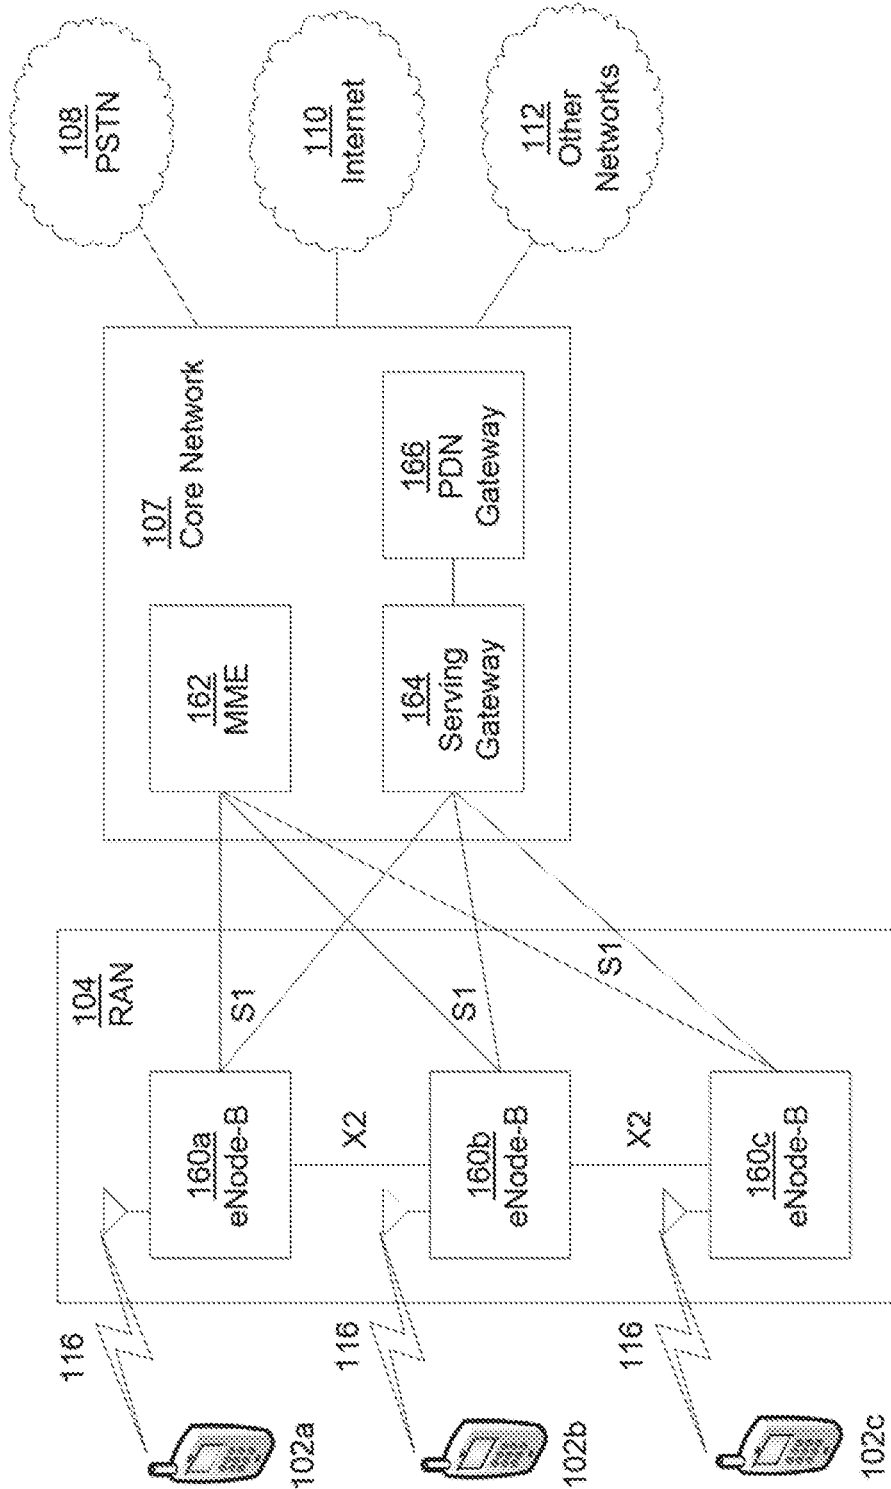 116
102a
116
102b
116
102c
104
RAN
160a
eNode-B
X2
160b
eNode-B
X2
160c
eNode-B
S1
S1
S1
107
Core Network
162
MME
164
Serving
Gateway
166
PDN
Gateway
108
PSTN
110
Internet
112
Other
Networks